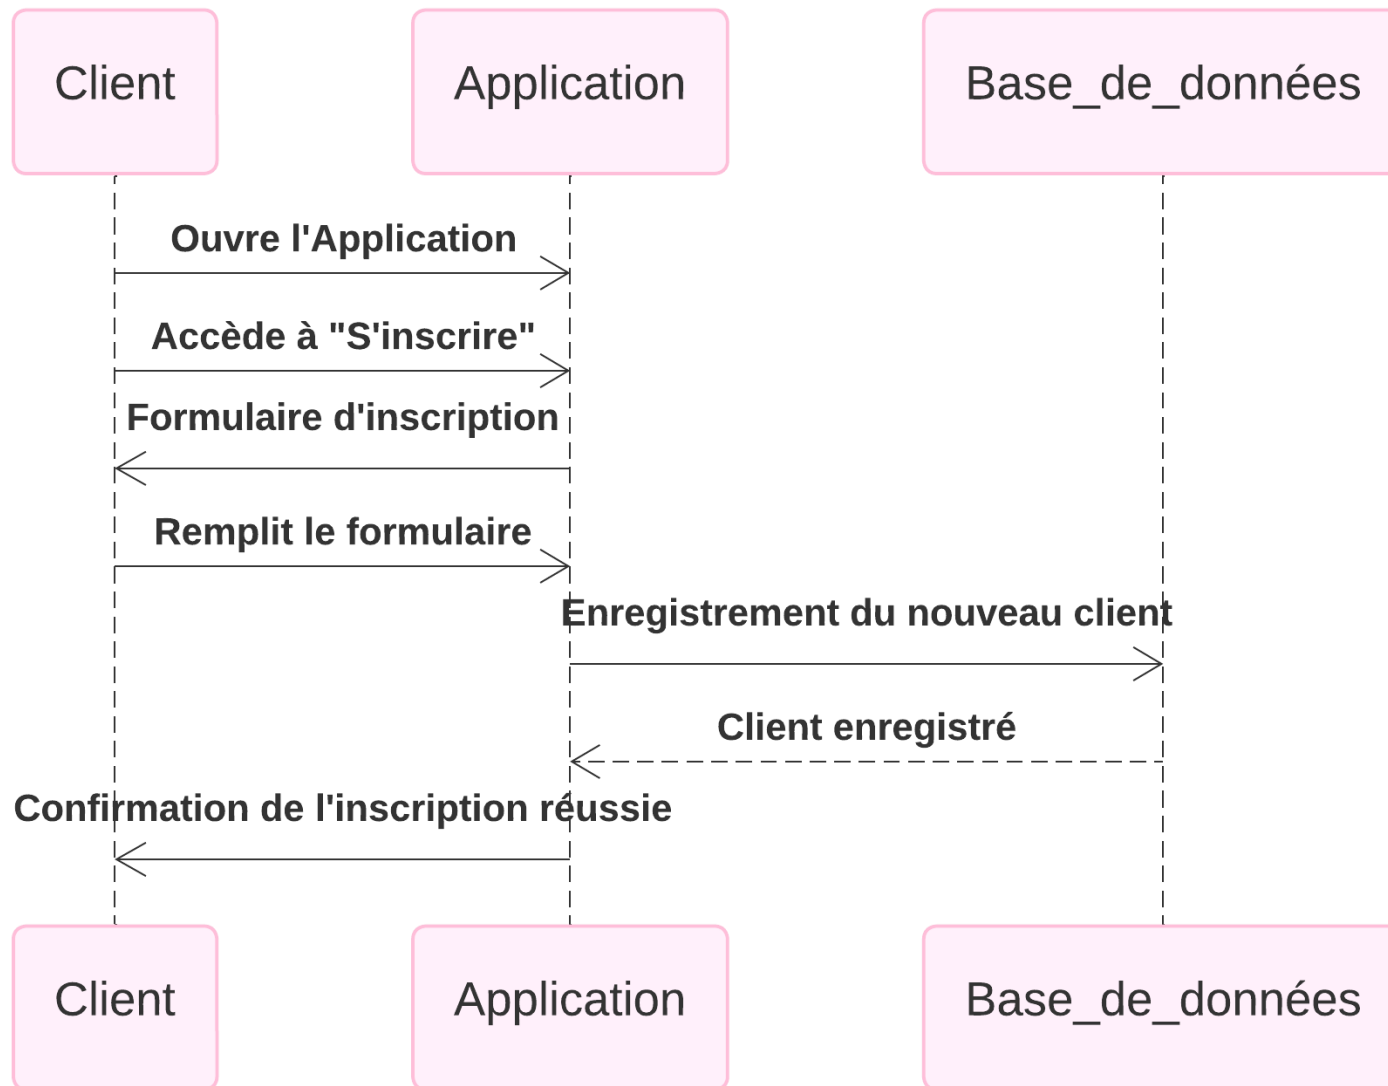 Client
Application
Base_de_données
Ouvre l'Application
Accède à "S'inscrire"
Formulaire d'inscription
Remplit le formulaire
Enregistrement du nouveau client
Client enregistré
Confirmation de l'inscription réussie
Client
Application
Base_de_données